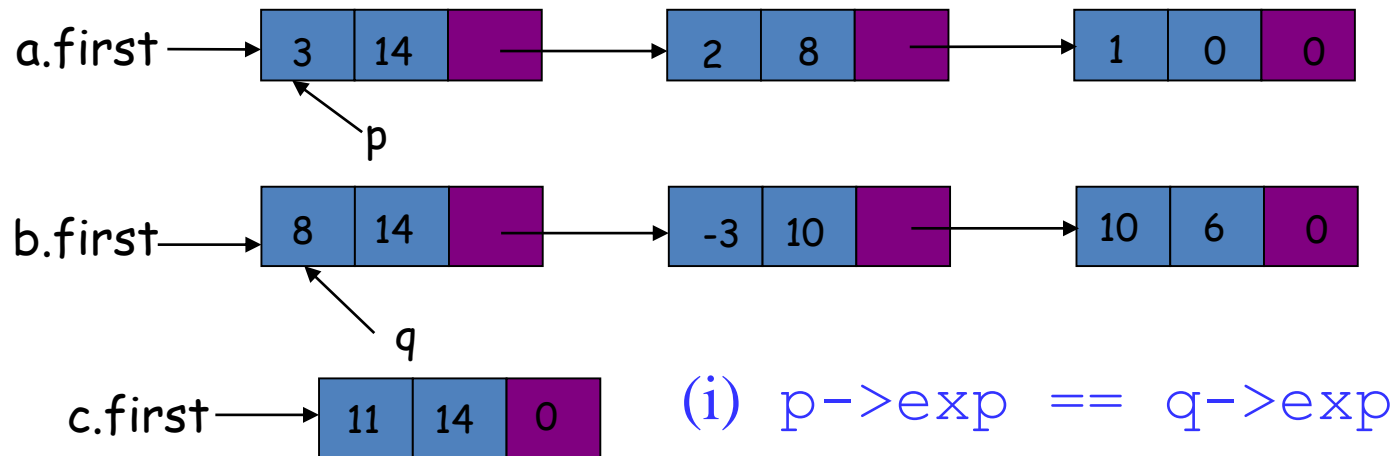 a.first 3 14 2 8 1 0 0
p
b.first 8 14 -3 10 10 6 0
q
c.first 11 14 0 (i) p->exp == q->exp